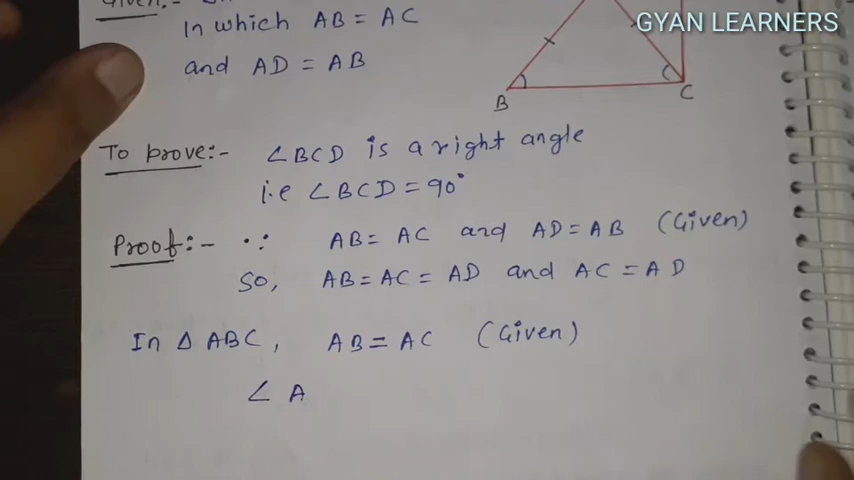 Given:-
In which AB = AC
GYAN LEARNERS
and AD = AB
B
C
To prove:- ∠BCD is a right angle
i.e ∠BCD = 90°
Proof:- ∵ AB = AC and AD = AB (Given)
So, AB = AC = AD and AC = AD
In Δ ABC, AB = AC (Given)
∠ A